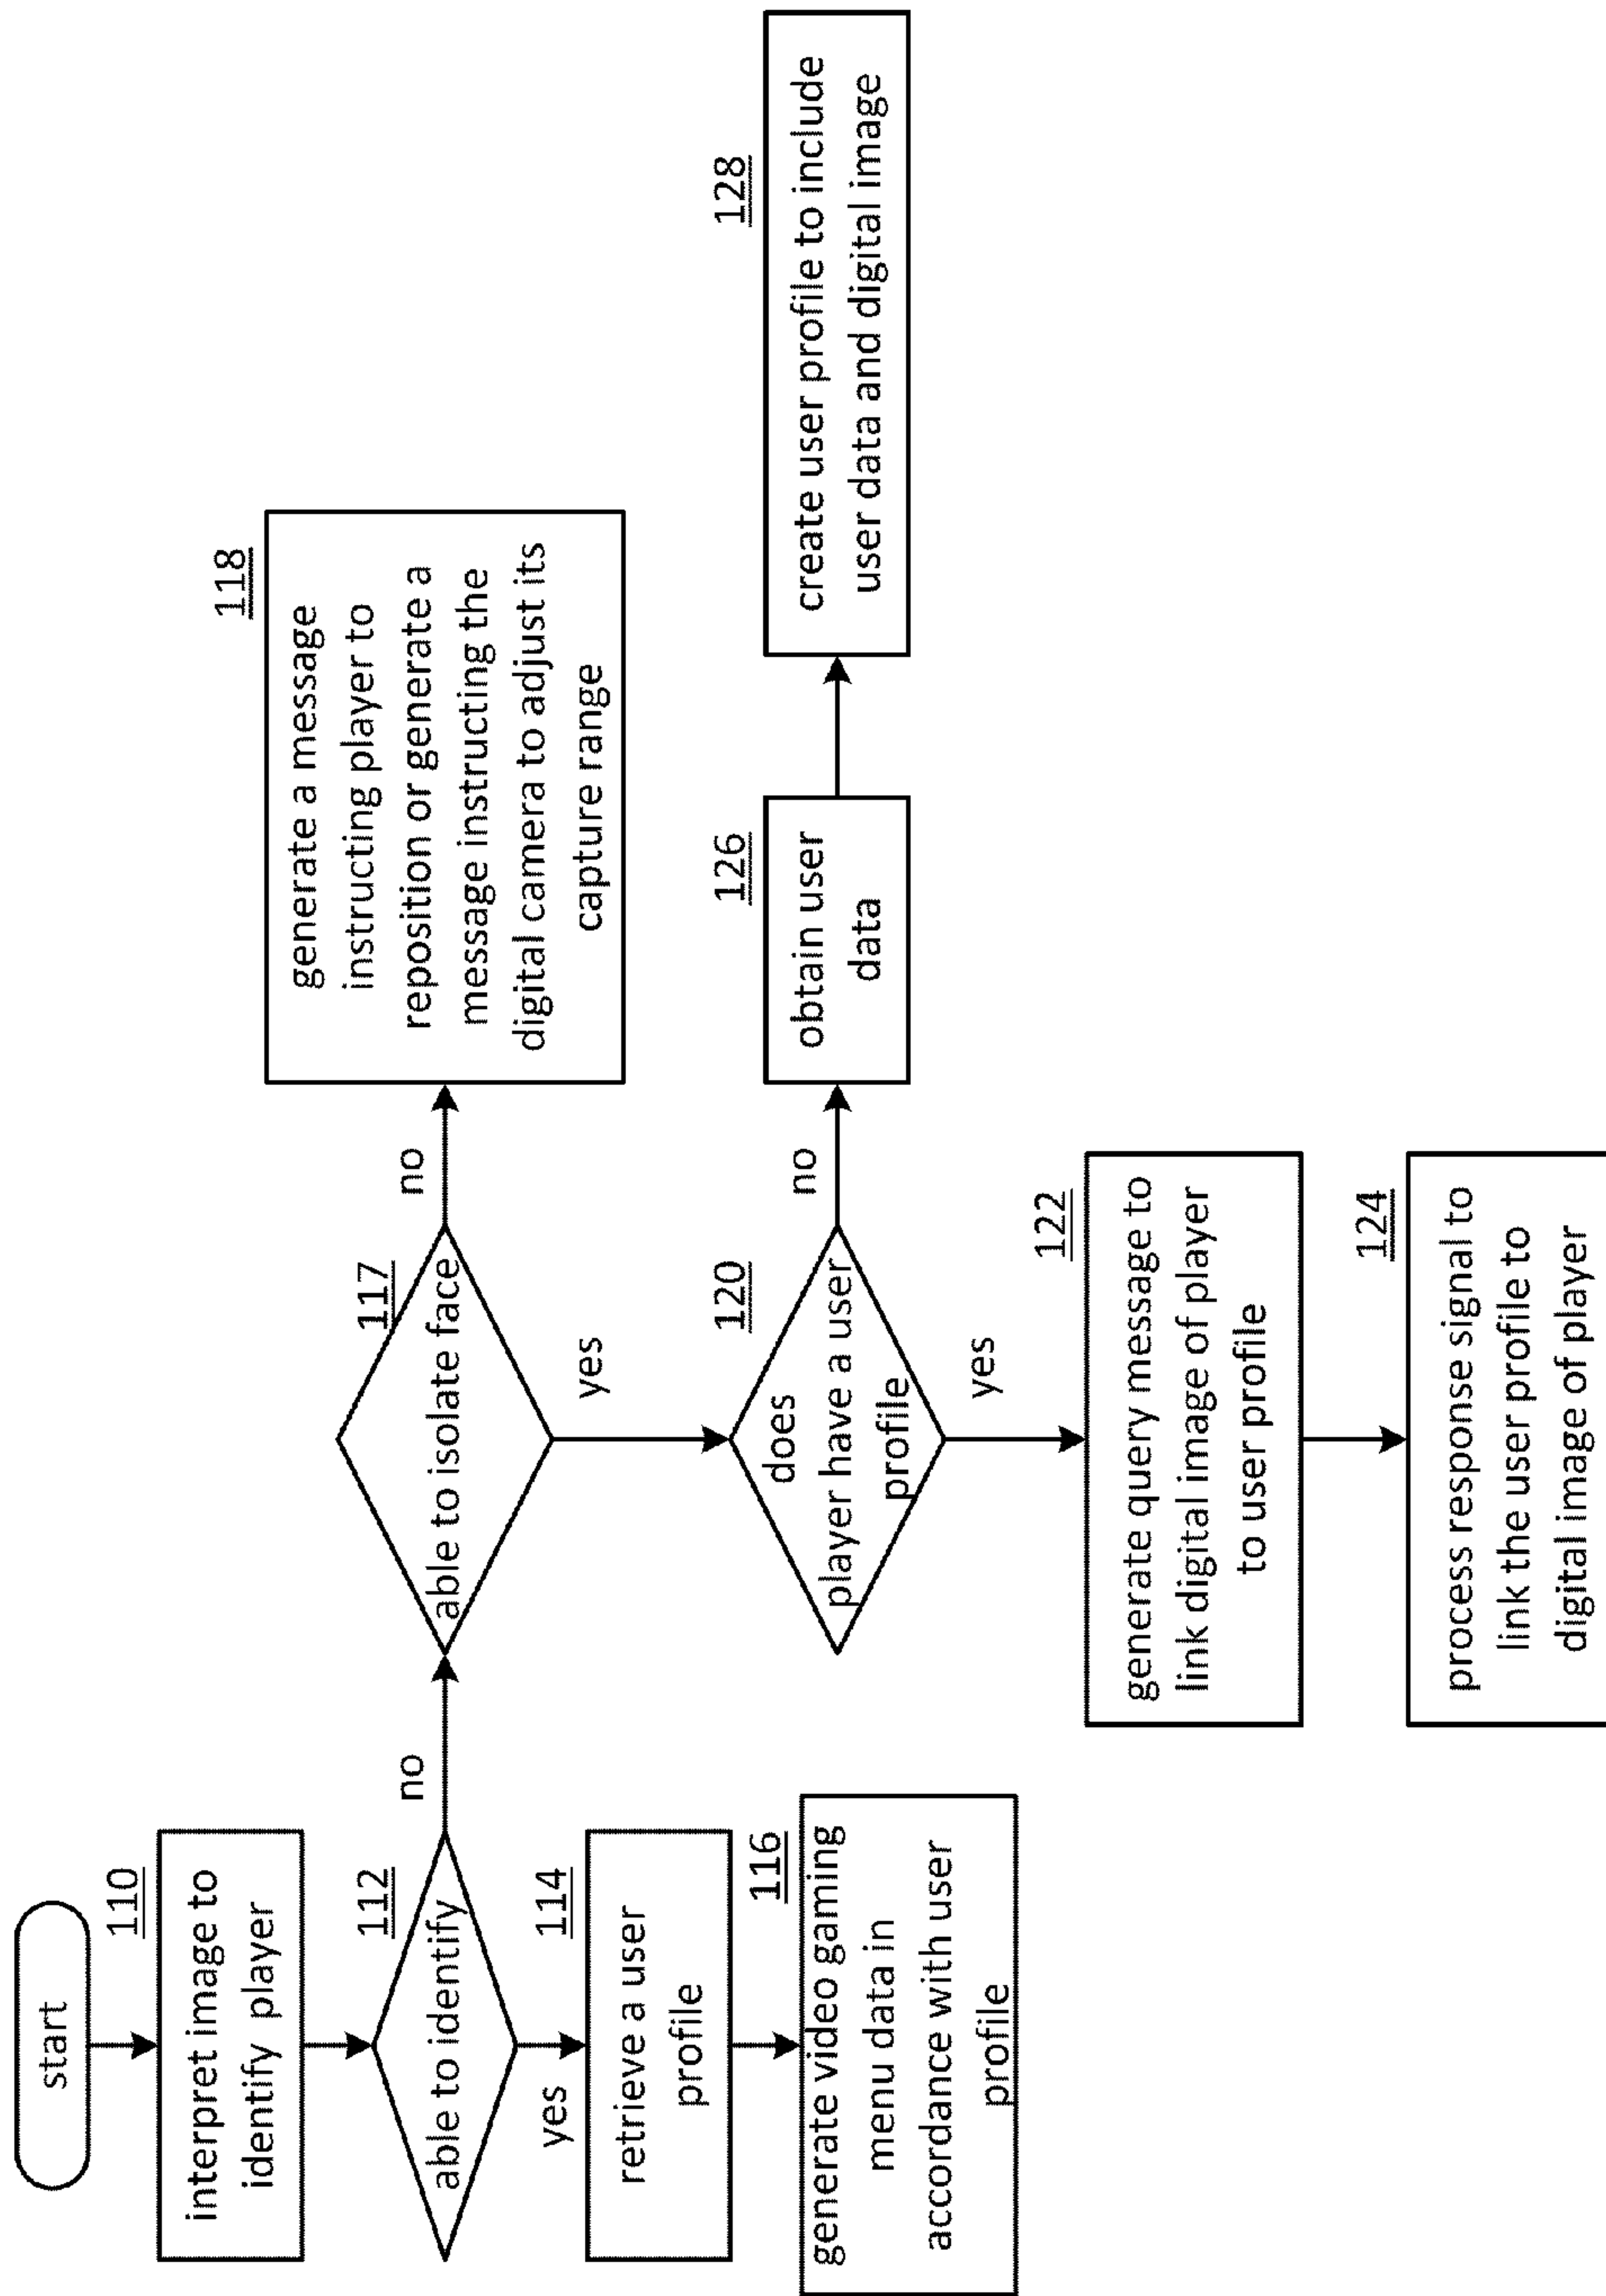 start
110
interpret image to
identify player
112
able to identify
no
yes
114
retrieve a user
profile
116
generate video gaming
menu data in
accordance with user
profile
117
able to isolate face
no
yes
118
generate a message
instructing player to
reposition or generate a
message instructing the
digital camera to adjust its
capture range
120
does
player have a user
profile
no
yes
122
generate query message to
link digital image of player
to user profile
124
process response signal to
link the user profile to
digital image of player
126
obtain user
data
128
create user profile to include
user data and digital image